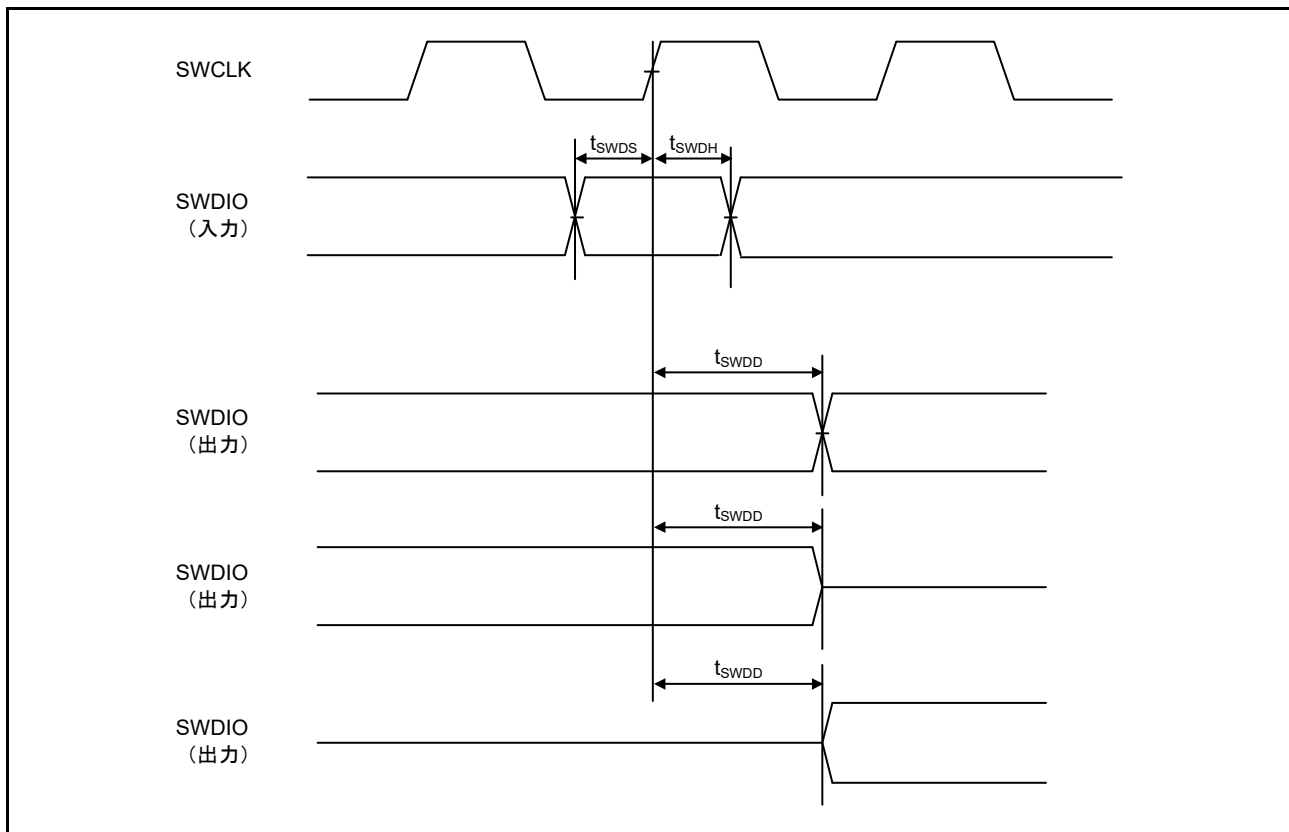 SWCLK
tSWDS
tSWDH
SWDIO
（入力）
tSWDD
SWDIO
（出力）
tSWDD
SWDIO
（出力）
tSWDD
SWDIO
（出力）